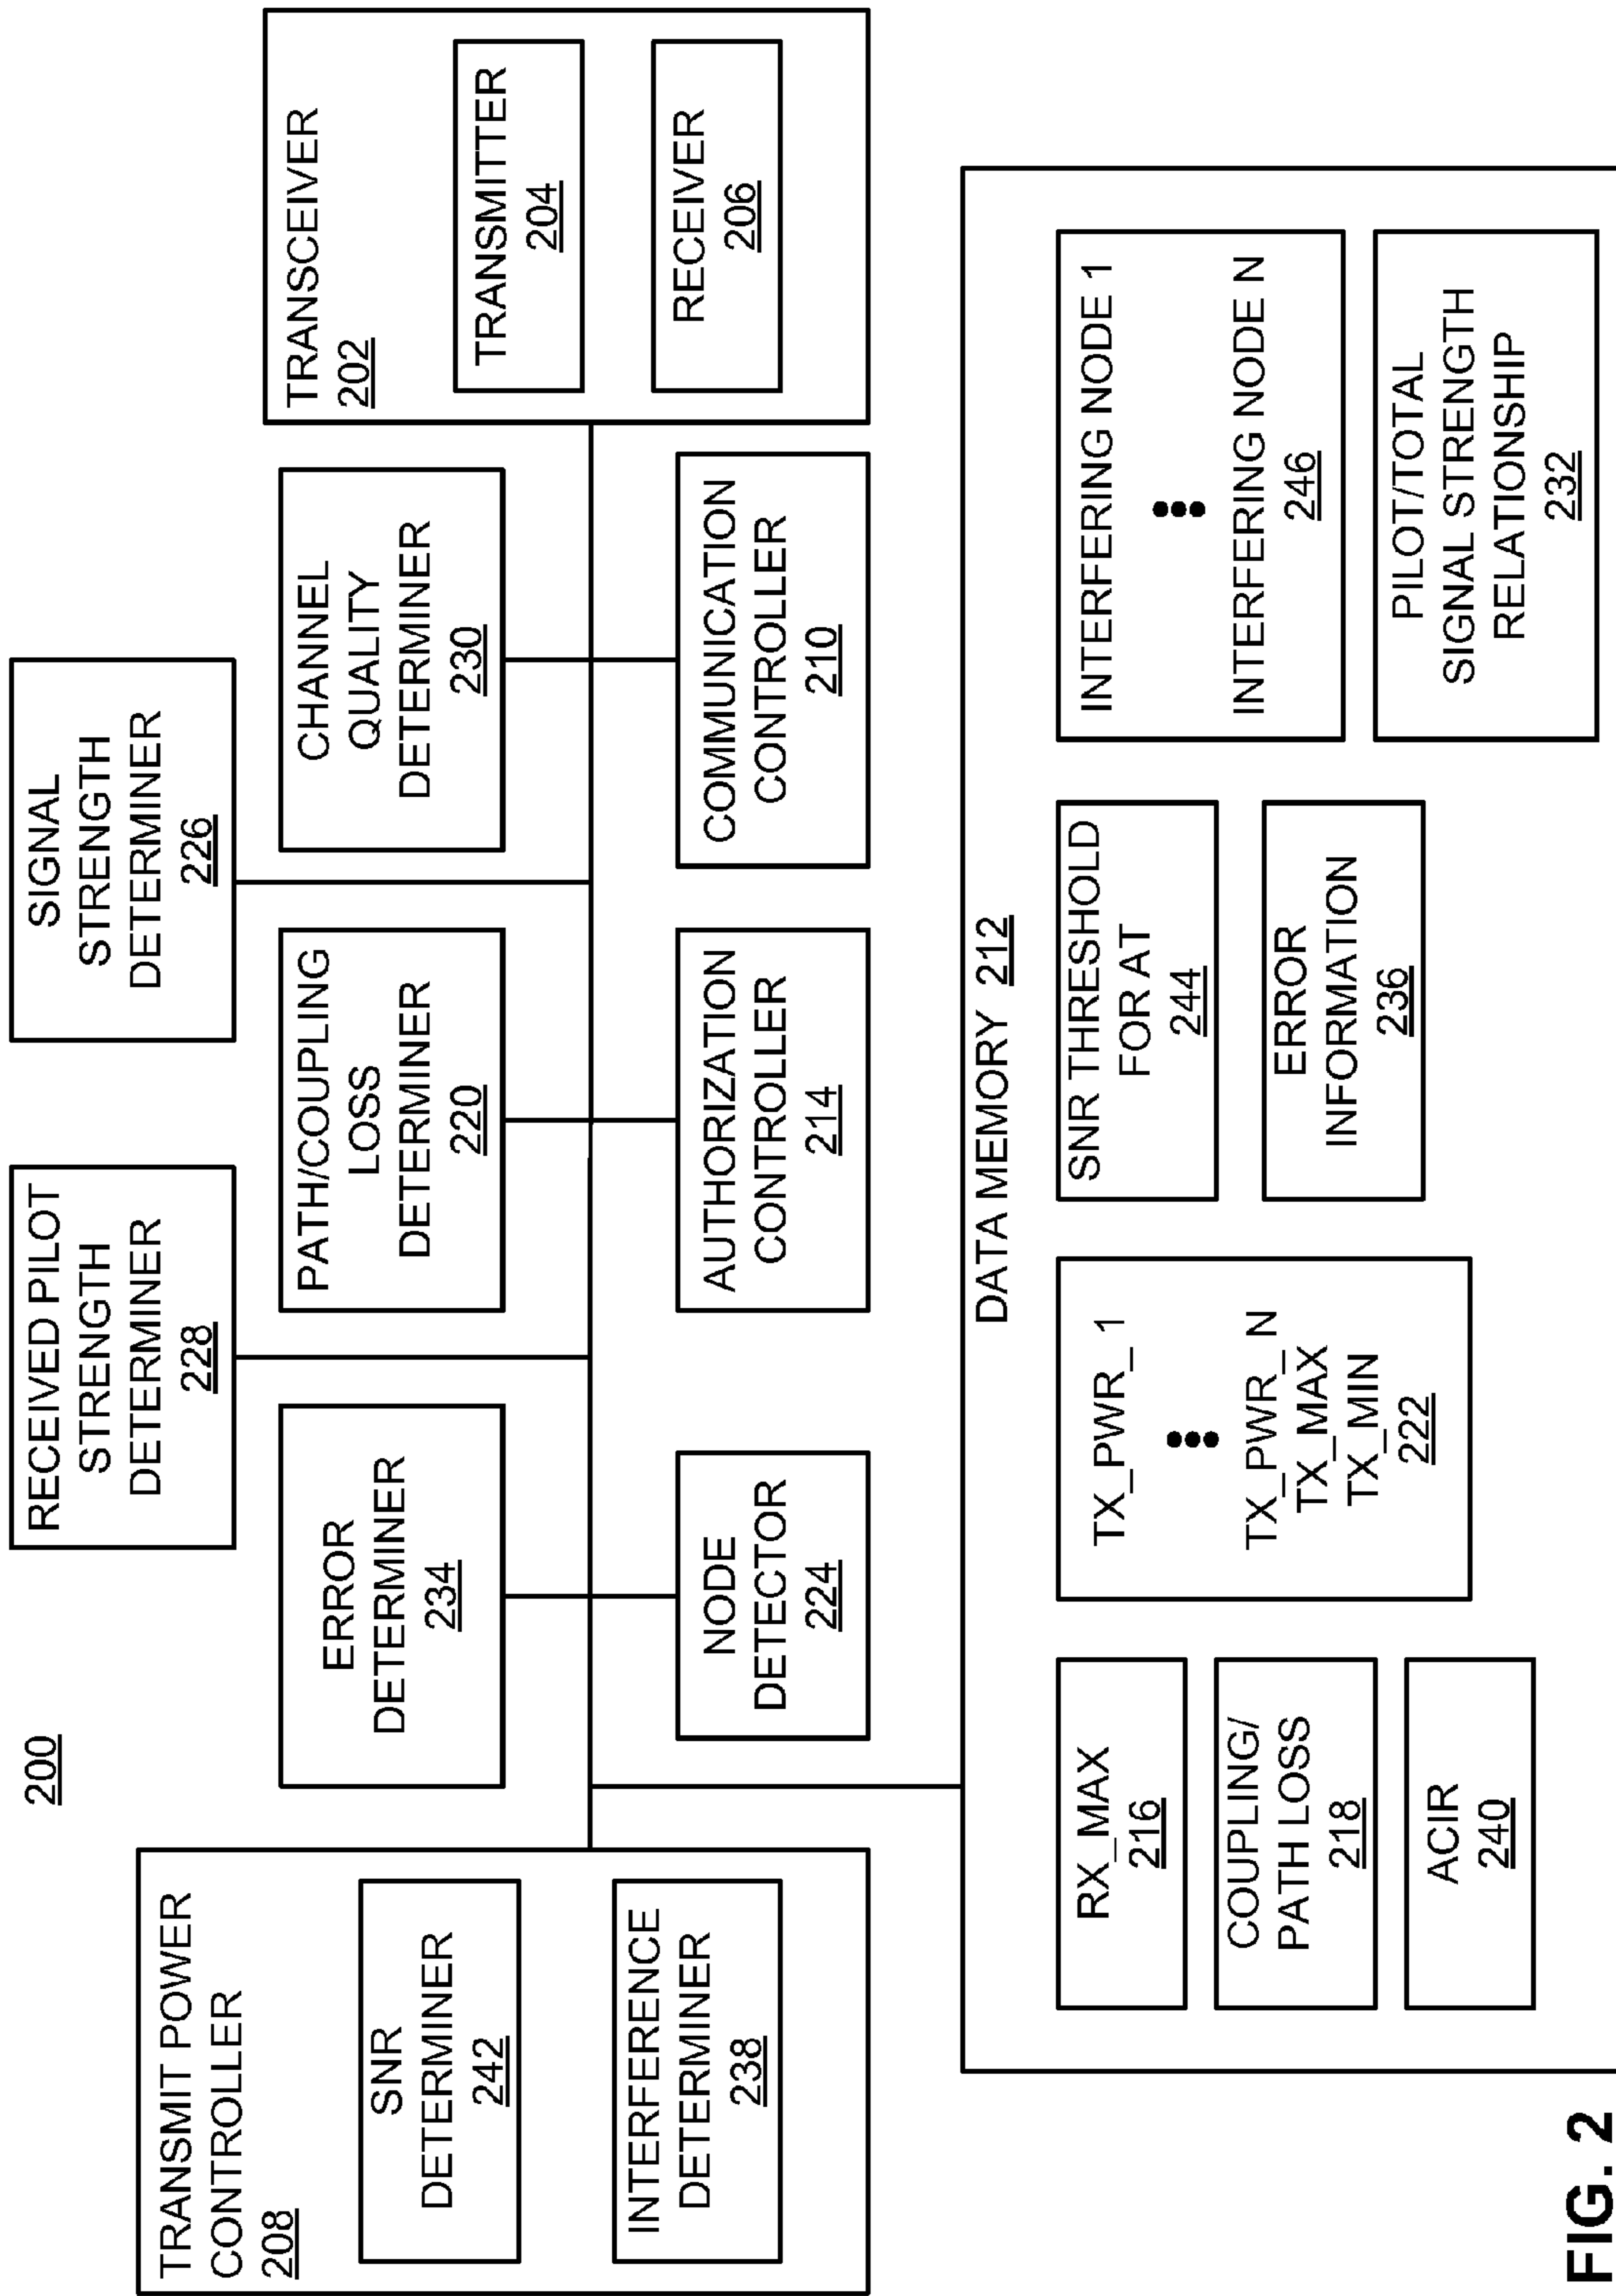 200
RECEIVED PILOT
STRENGTH
DETERMINER
228
SIGNAL
STRENGTH
DETERMINER
226
TRANSMIT POWER
CONTROLLER
208
SNR
DETERMINER
242
INTERFERENCE
DETERMINER
238
ERROR
DETERMINER
234
PATH/COUPLING
LOSS
DETERMINER
220
CHANNEL
QUALITY
DETERMINER
230
TRANSCEIVER
202
TRANSMITTER
204
RECEIVER
206
NODE
DETECTOR
224
AUTHORIZATION
CONTROLLER
214
COMMUNICATION
CONTROLLER
210
DATA MEMORY 212
RX_MAX
216
COUPLING/
PATH LOSS
218
ACIR
240
TX_PWR_1
TX_PWR_N
TX_MAX
TX_MIN
222
SNR THRESHOLD
FOR AT
244
ERROR
INFORMATION
236
INTERFERING NODE 1
INTERFERING NODE N
246
PILOT/TOTAL
SIGNAL STRENGTH
RELATIONSHIP
232
FIG. 2